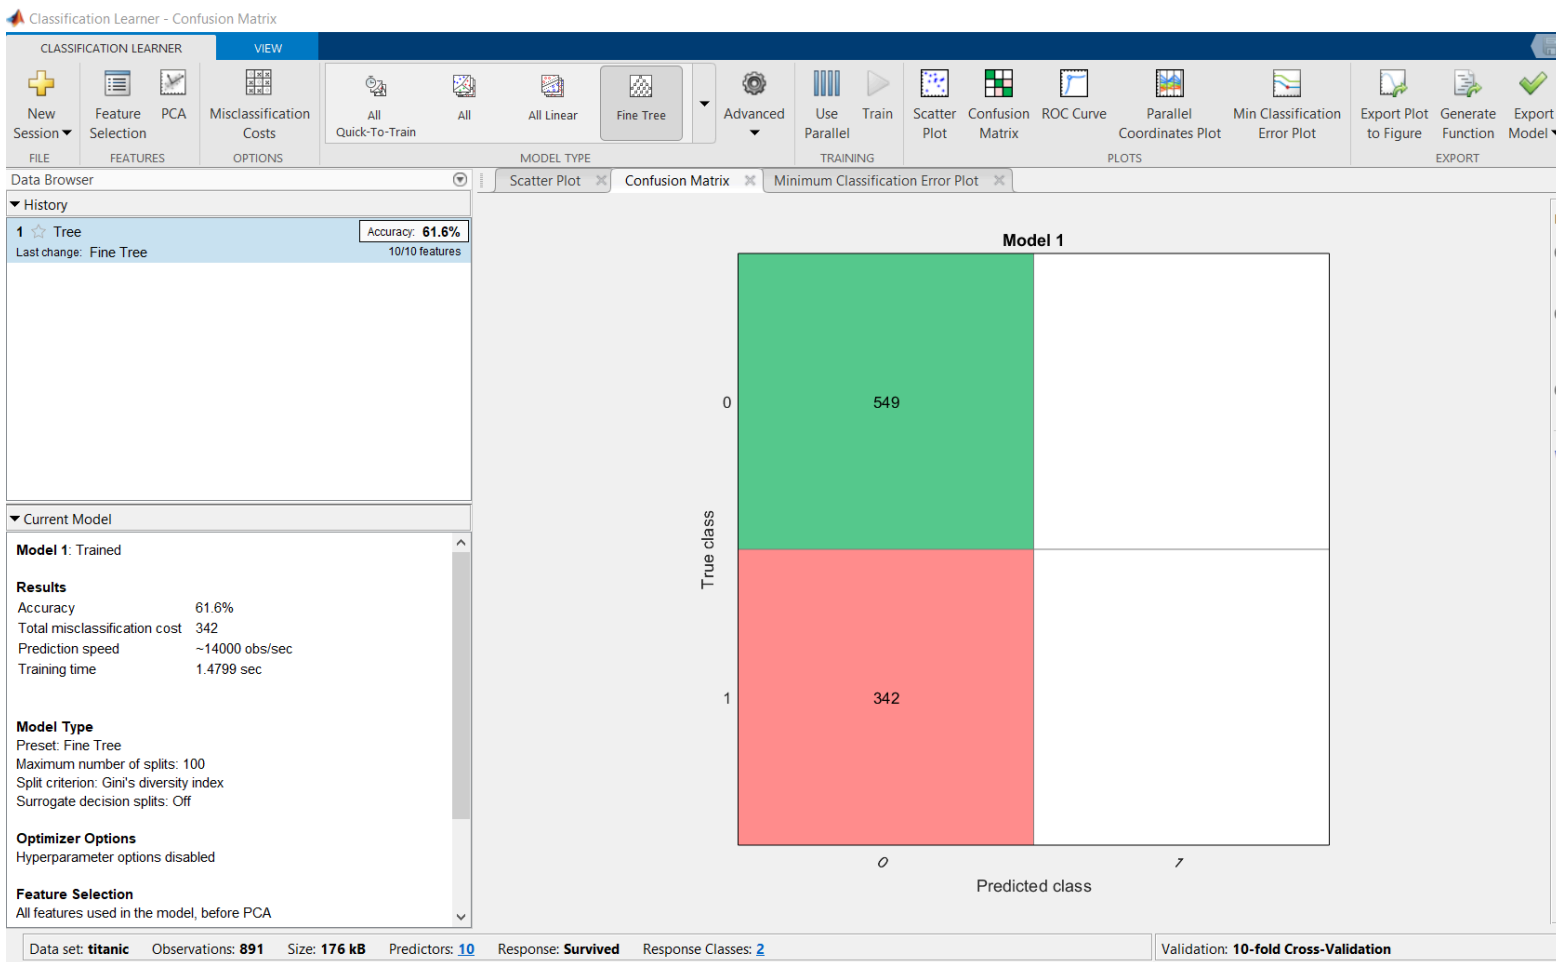 Classification Learner - Confusion Matrix
CLASSIFICATION LEARNER
VIEW
New
Session
Feature
Selection
PCA
Misclassification
Costs
All
Quick-To-Train
All
All Linear
Fine Tree
Advanced
Use
Parallel
Train
Scatter
Plot
Confusion
Matrix
ROC Curve
Parallel
Coordinates Plot
Min Classification
Error Plot
Export Plot
to Figure
Generate
Function
Export
Model
FILE
FEATURES
OPTIONS
MODEL TYPE
TRAINING
PLOTS
EXPORT
Data Browser
Scatter Plot
Confusion Matrix
Minimum Classification Error Plot
History
1 Tree
Accuracy: 61.6%
Last change: Fine Tree
10/10 features
Current Model
Model 1: Trained
Results
Accuracy 61.6%
Total misclassification cost 342
Prediction speed ~14000 obs/sec
Training time 1.4799 sec
Model Type
Preset: Fine Tree
Maximum number of splits: 100
Split criterion: Gini's diversity index
Surrogate decision splits: Off
Optimizer Options
Hyperparameter options disabled
Feature Selection
All features used in the model, before PCA
Model 1
True class
0
549
1
342
0
1
Predicted class
Data set: titanic Observations: 891 Size: 176 kB Predictors: 10 Response: Survived Response Classes: 2
Validation: 10-fold Cross-Validation